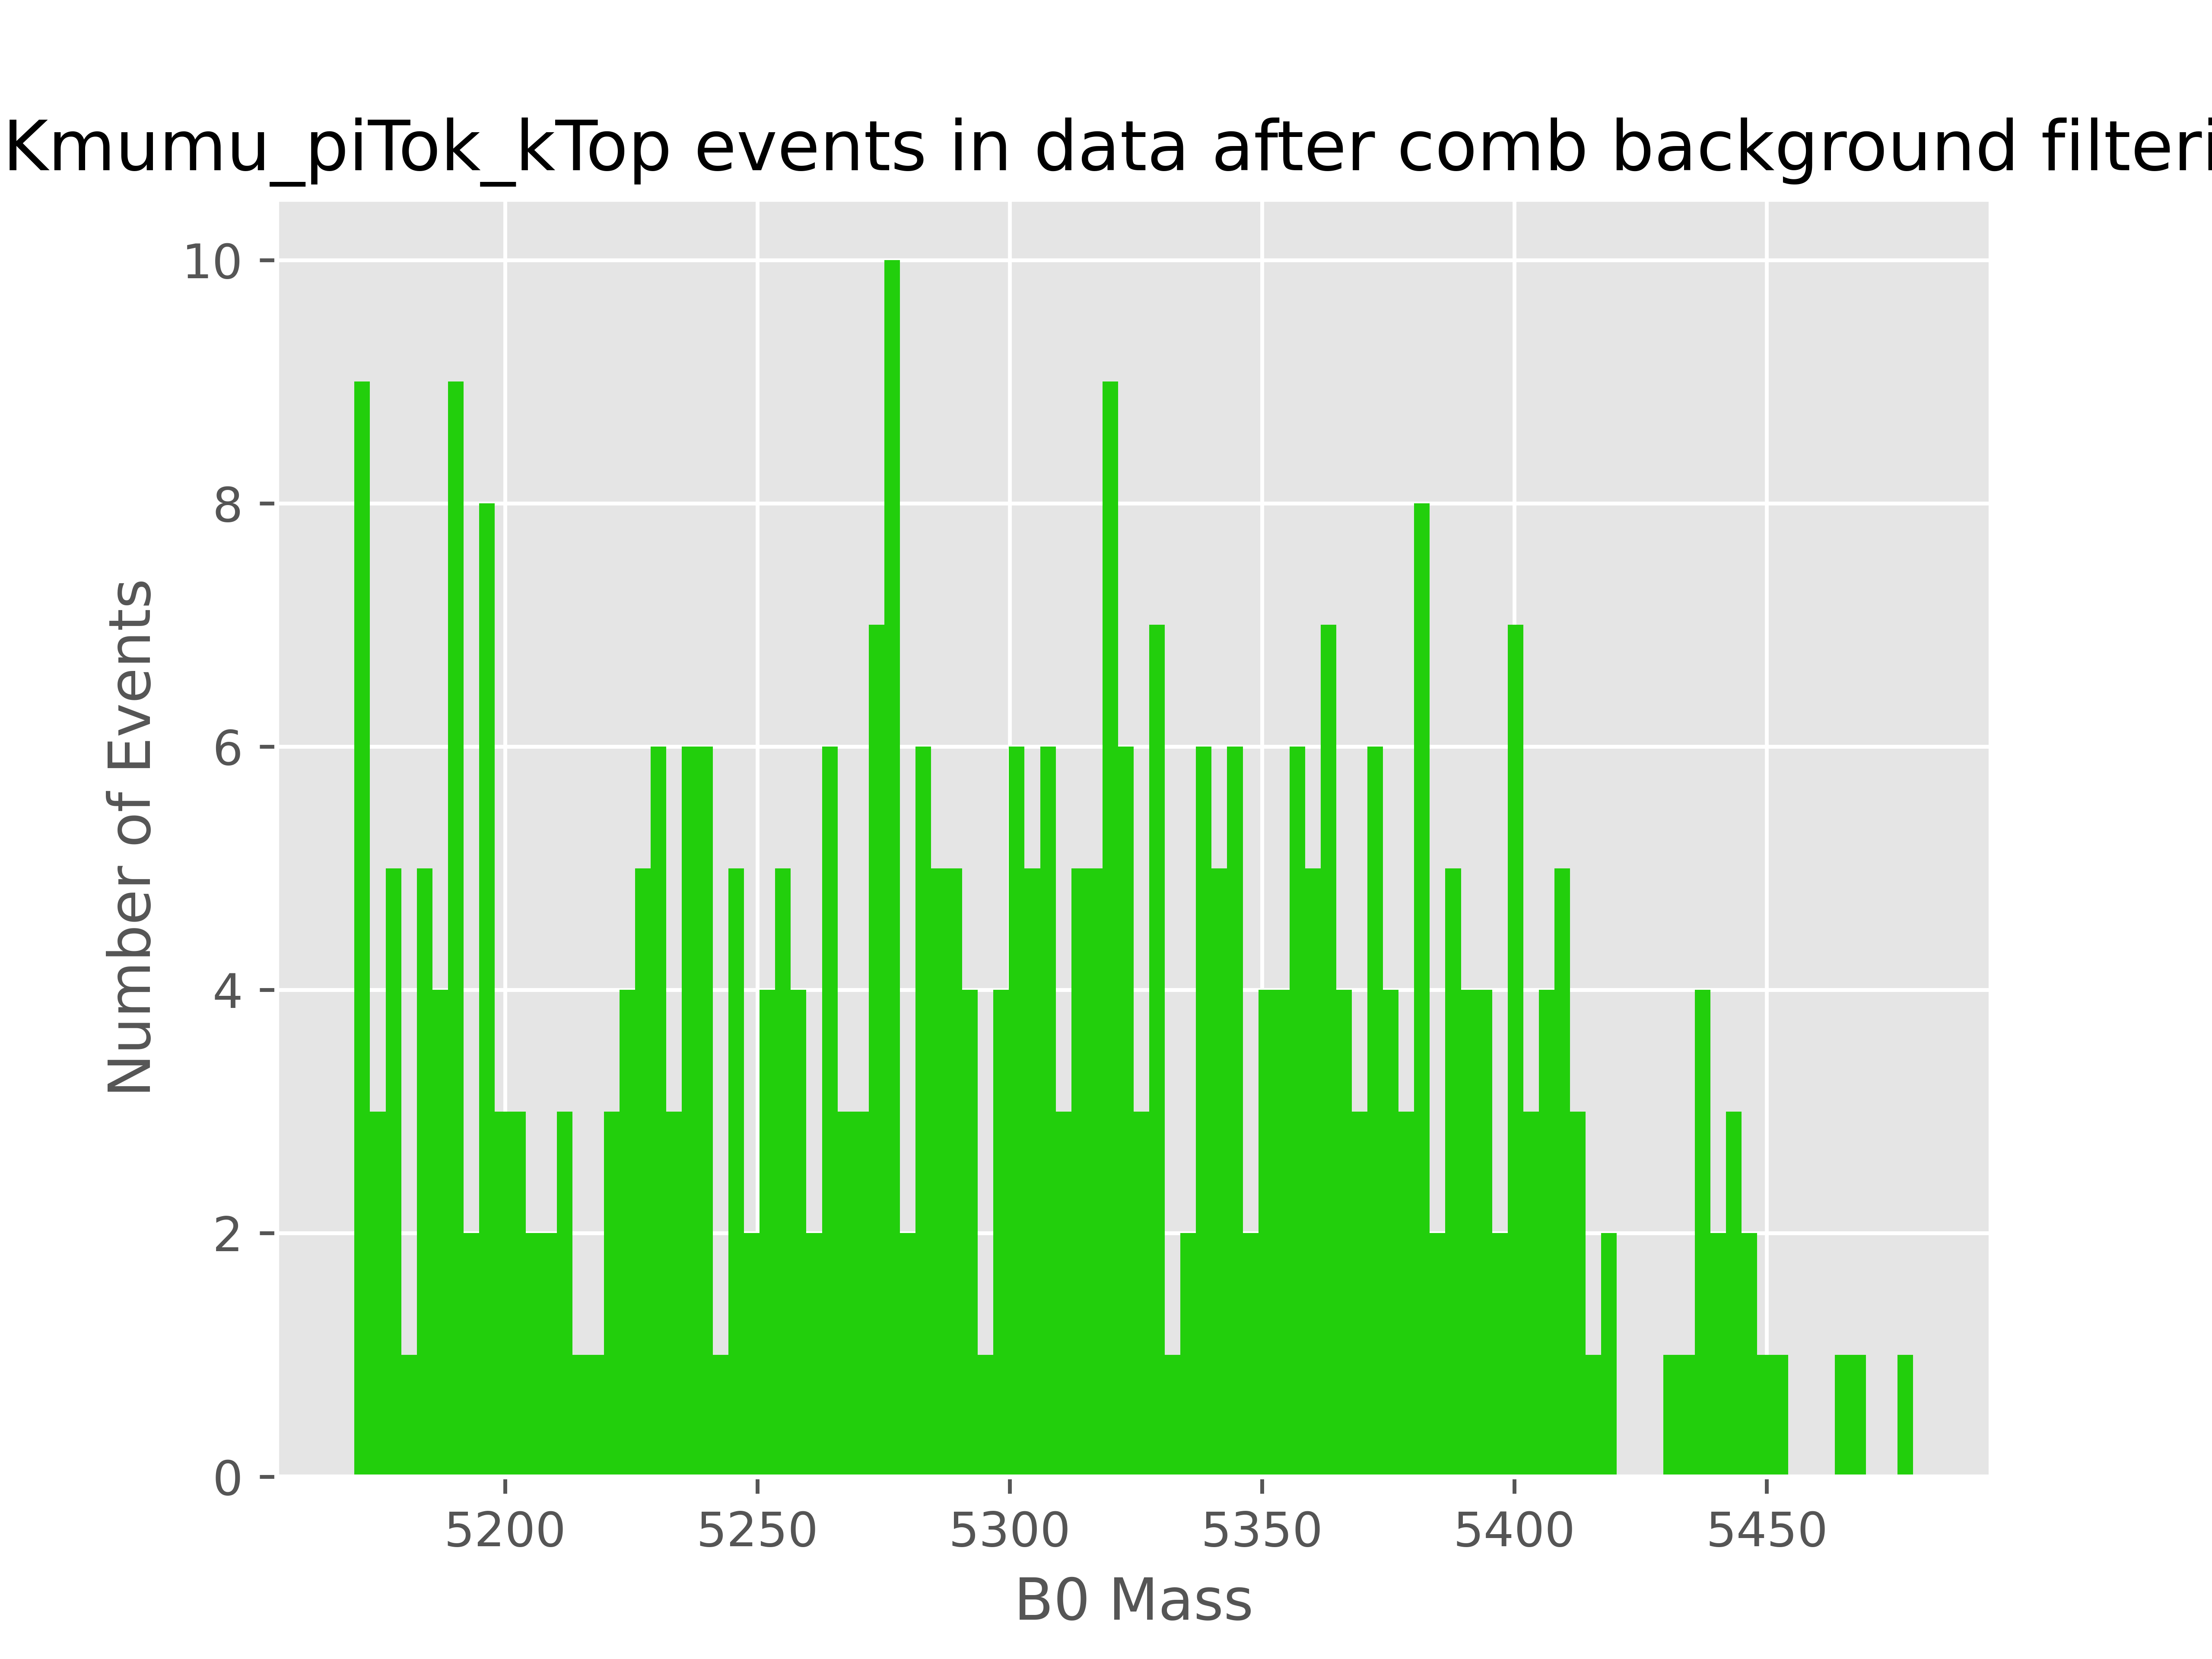 Kmumu_piTok_kTop events in data after comb background filteri
10
8
6
4
2
0
Number of Events
5200 5250 5300 5350 5400 5450
B0 Mass